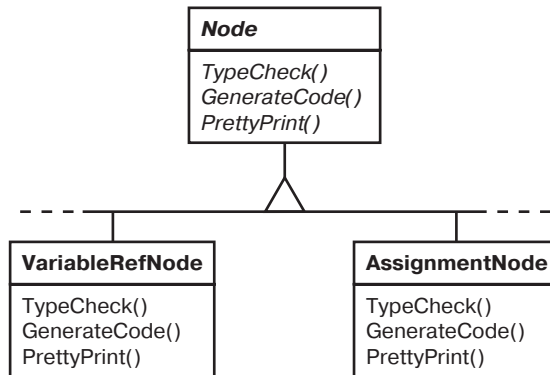 Node
TypeCheck()
GenerateCode()
PrettyPrint()
VariableRefNode
TypeCheck()
GenerateCode()
PrettyPrint()
AssignmentNode
TypeCheck()
GenerateCode()
PrettyPrint()